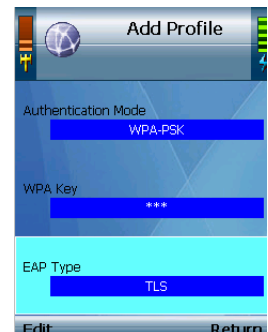 Add Profile
Authentication Mode
WPA-PSK
WPA Key
***
EAP Type
TLS
Edit Return